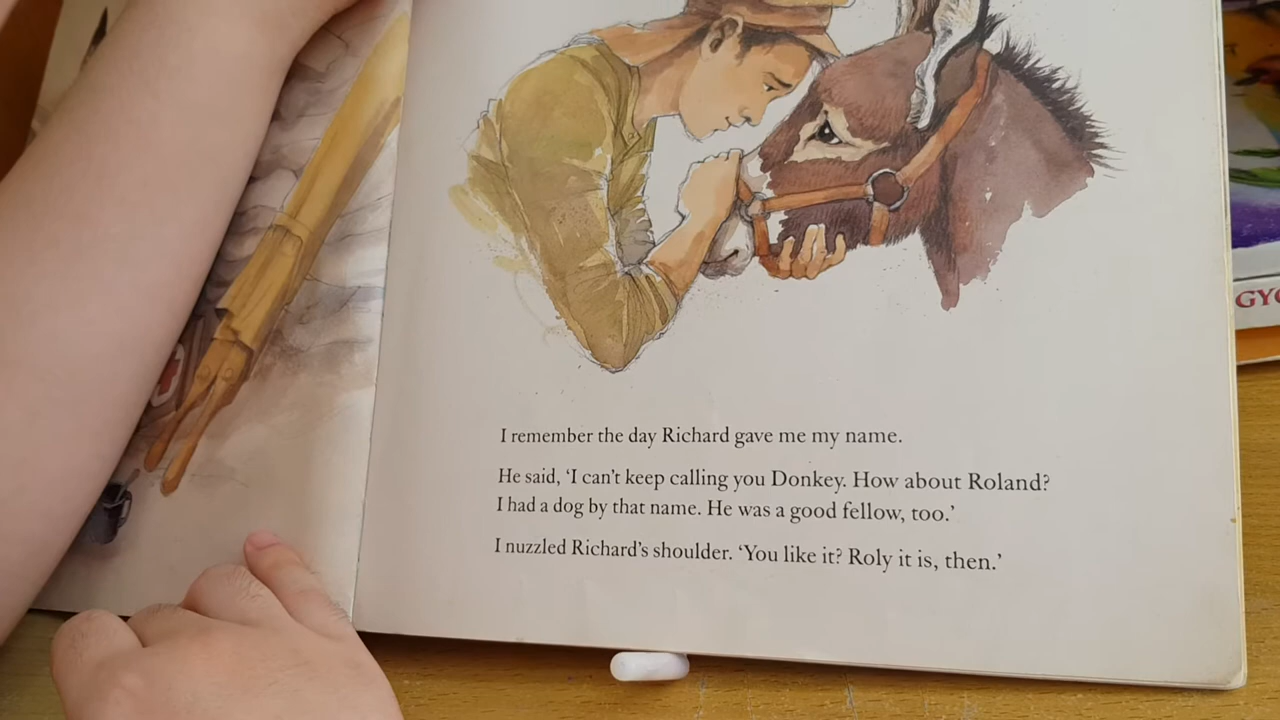 I remember the day Richard gave me my name.
He said, ‘I can’t keep calling you Donkey. How about Roland?
I had a dog by that name. He was a good fellow, too.’
I nuzzled Richard’s shoulder. ‘You like it? Roly it is, then.’